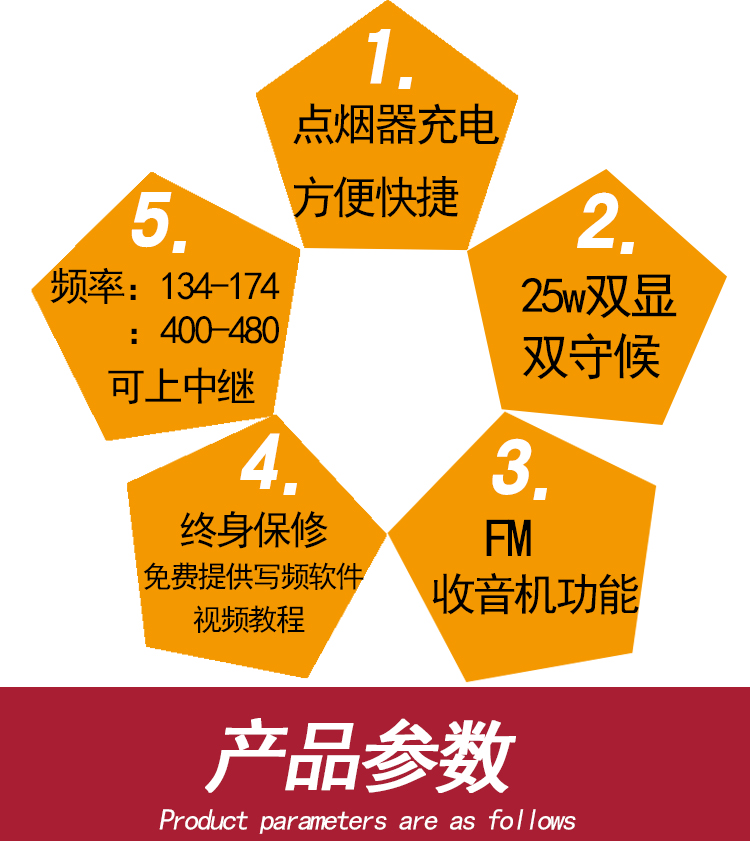 1.
点烟器充电
方便快捷
2.
25w双显
双守候
3.
FM
收音机功能
4.
终身保修
免费提供写频软件
视频教程
5.
频率：134-174
：400-480
可上中继
产品参数
Product parameters are as follows